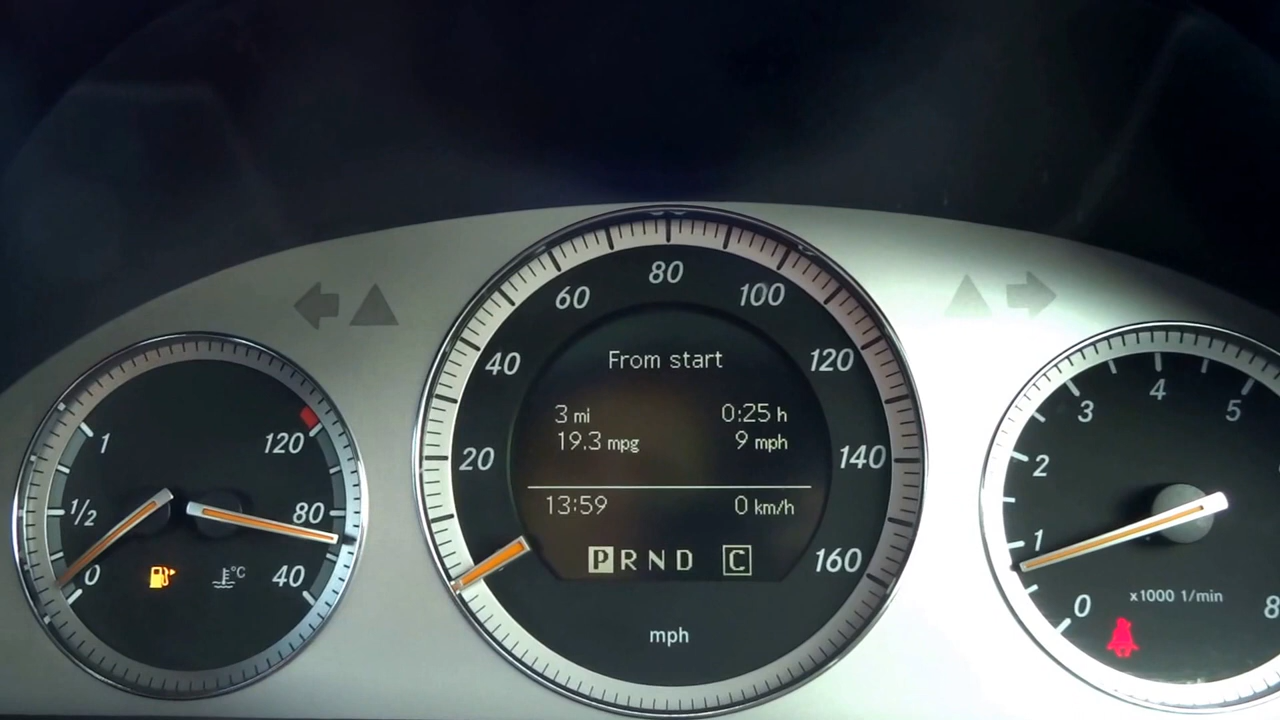 80
60
100
From start
40
120
3 mi
0:25 h
19.3 mpg
9 mph
20
140
13:59
0 km/h
P R N D
C
160
mph
1
1/2
0
120
80
40
°C
4
3
5
2
1
0
x1000 1/min
8